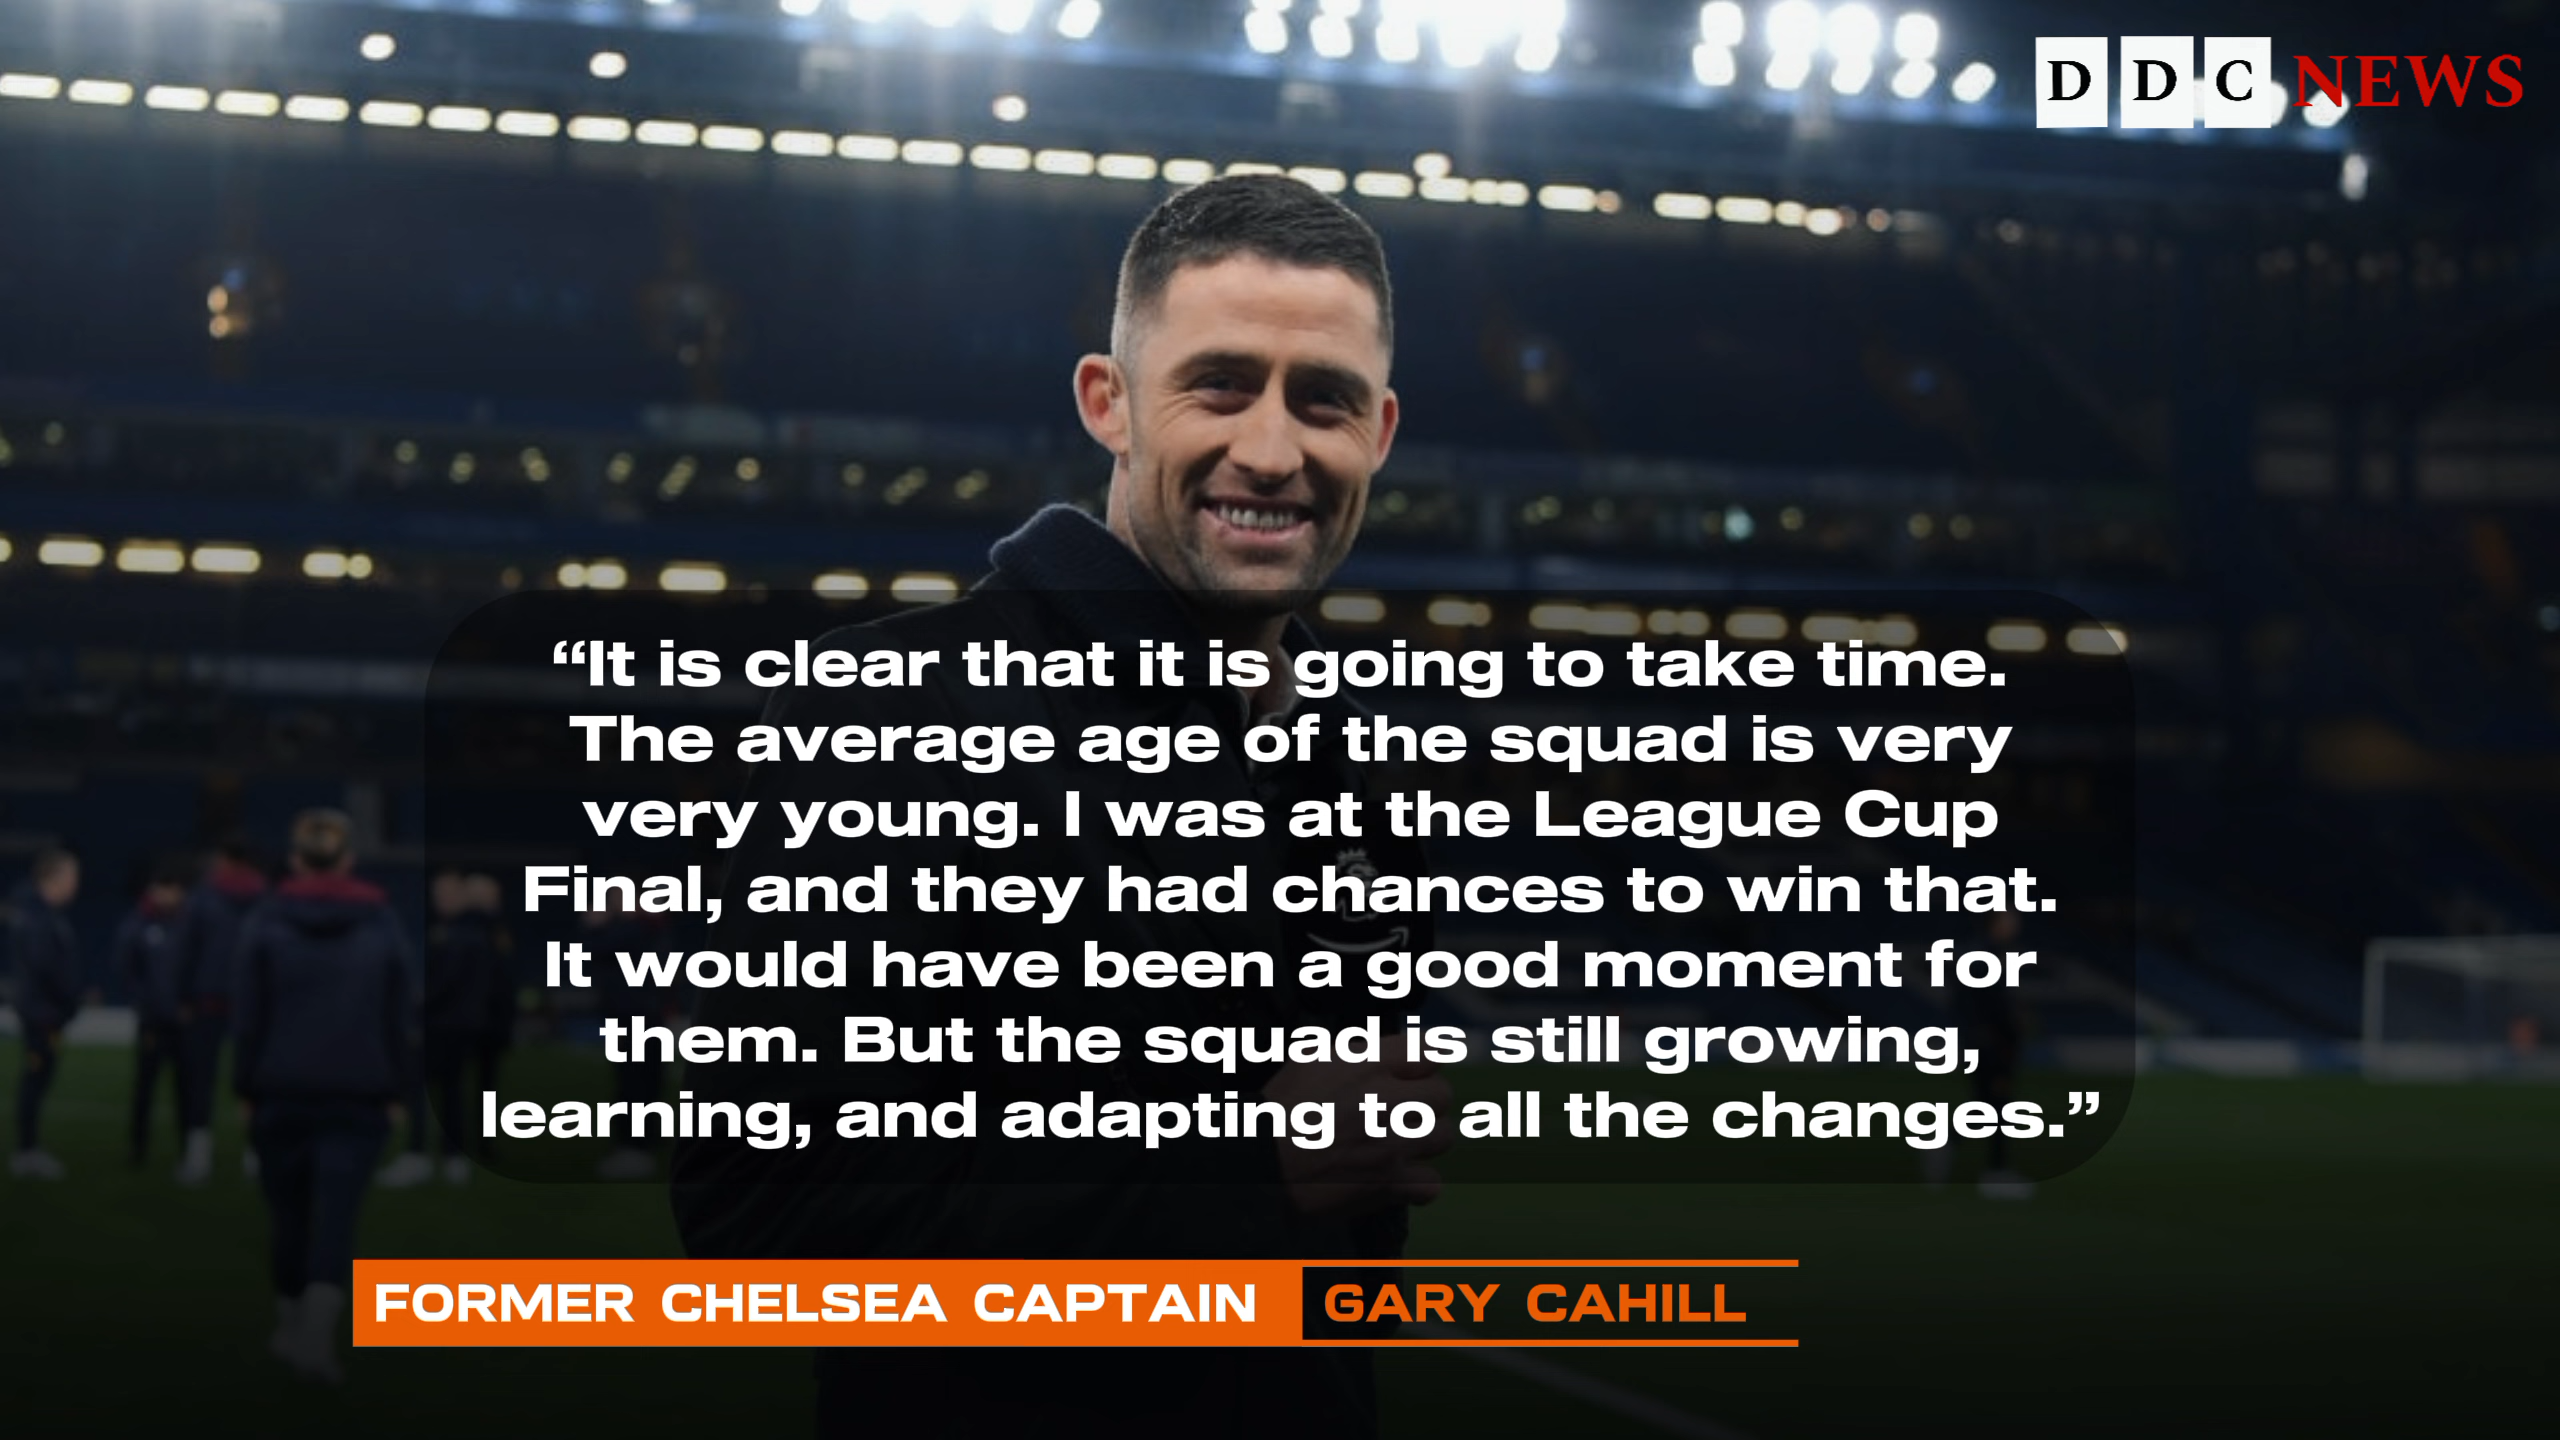 DDC NEWS
“It is clear that it is going to take time.
The average age of the squad is very
very young. I was at the League Cup
Final, and they had chances to win that.
It would have been a good moment for
them. But the squad is still growing,
learning, and adapting to all the changes.”
FORMER CHELSEA CAPTAIN GARY CAHILL